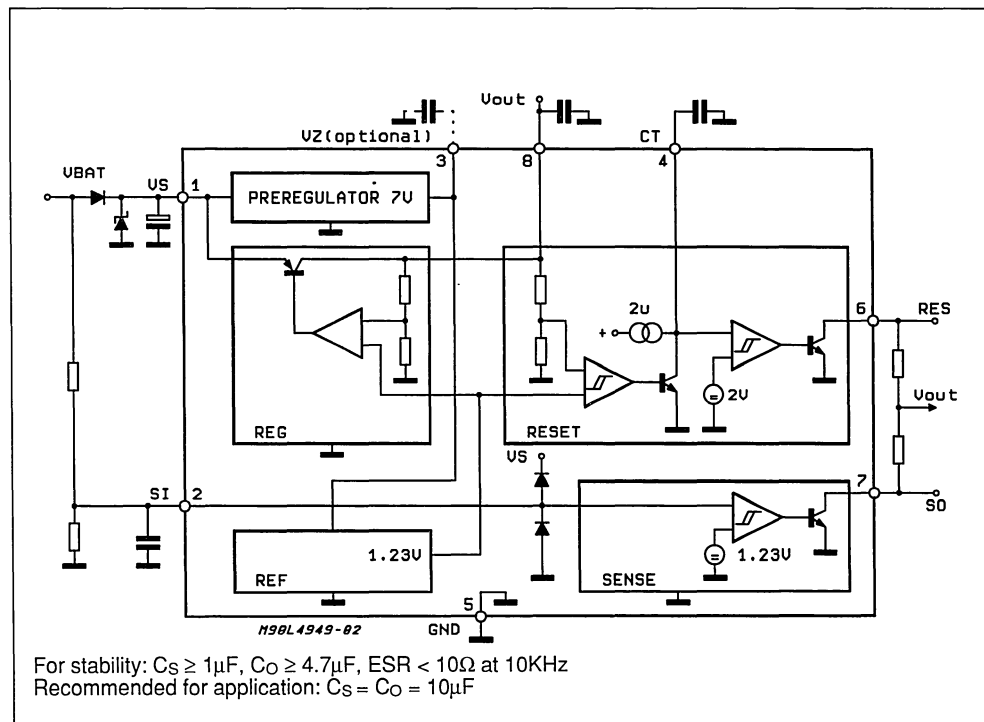 Vout
VZ(optional)
CT
3
8
4
VBAT
VS
1
PREREGULATOR 7V
2u
+
6
RES
2V
Vout
REG
RESET
VS
SI
2
7
SO
1.23V
1.23V
REF
SENSE
5
M90L4949-02
GND
For stability: CS ≥ 1µF, CO ≥ 4.7µF, ESR < 10Ω at 10KHz
Recommended for application: CS = CO = 10µF